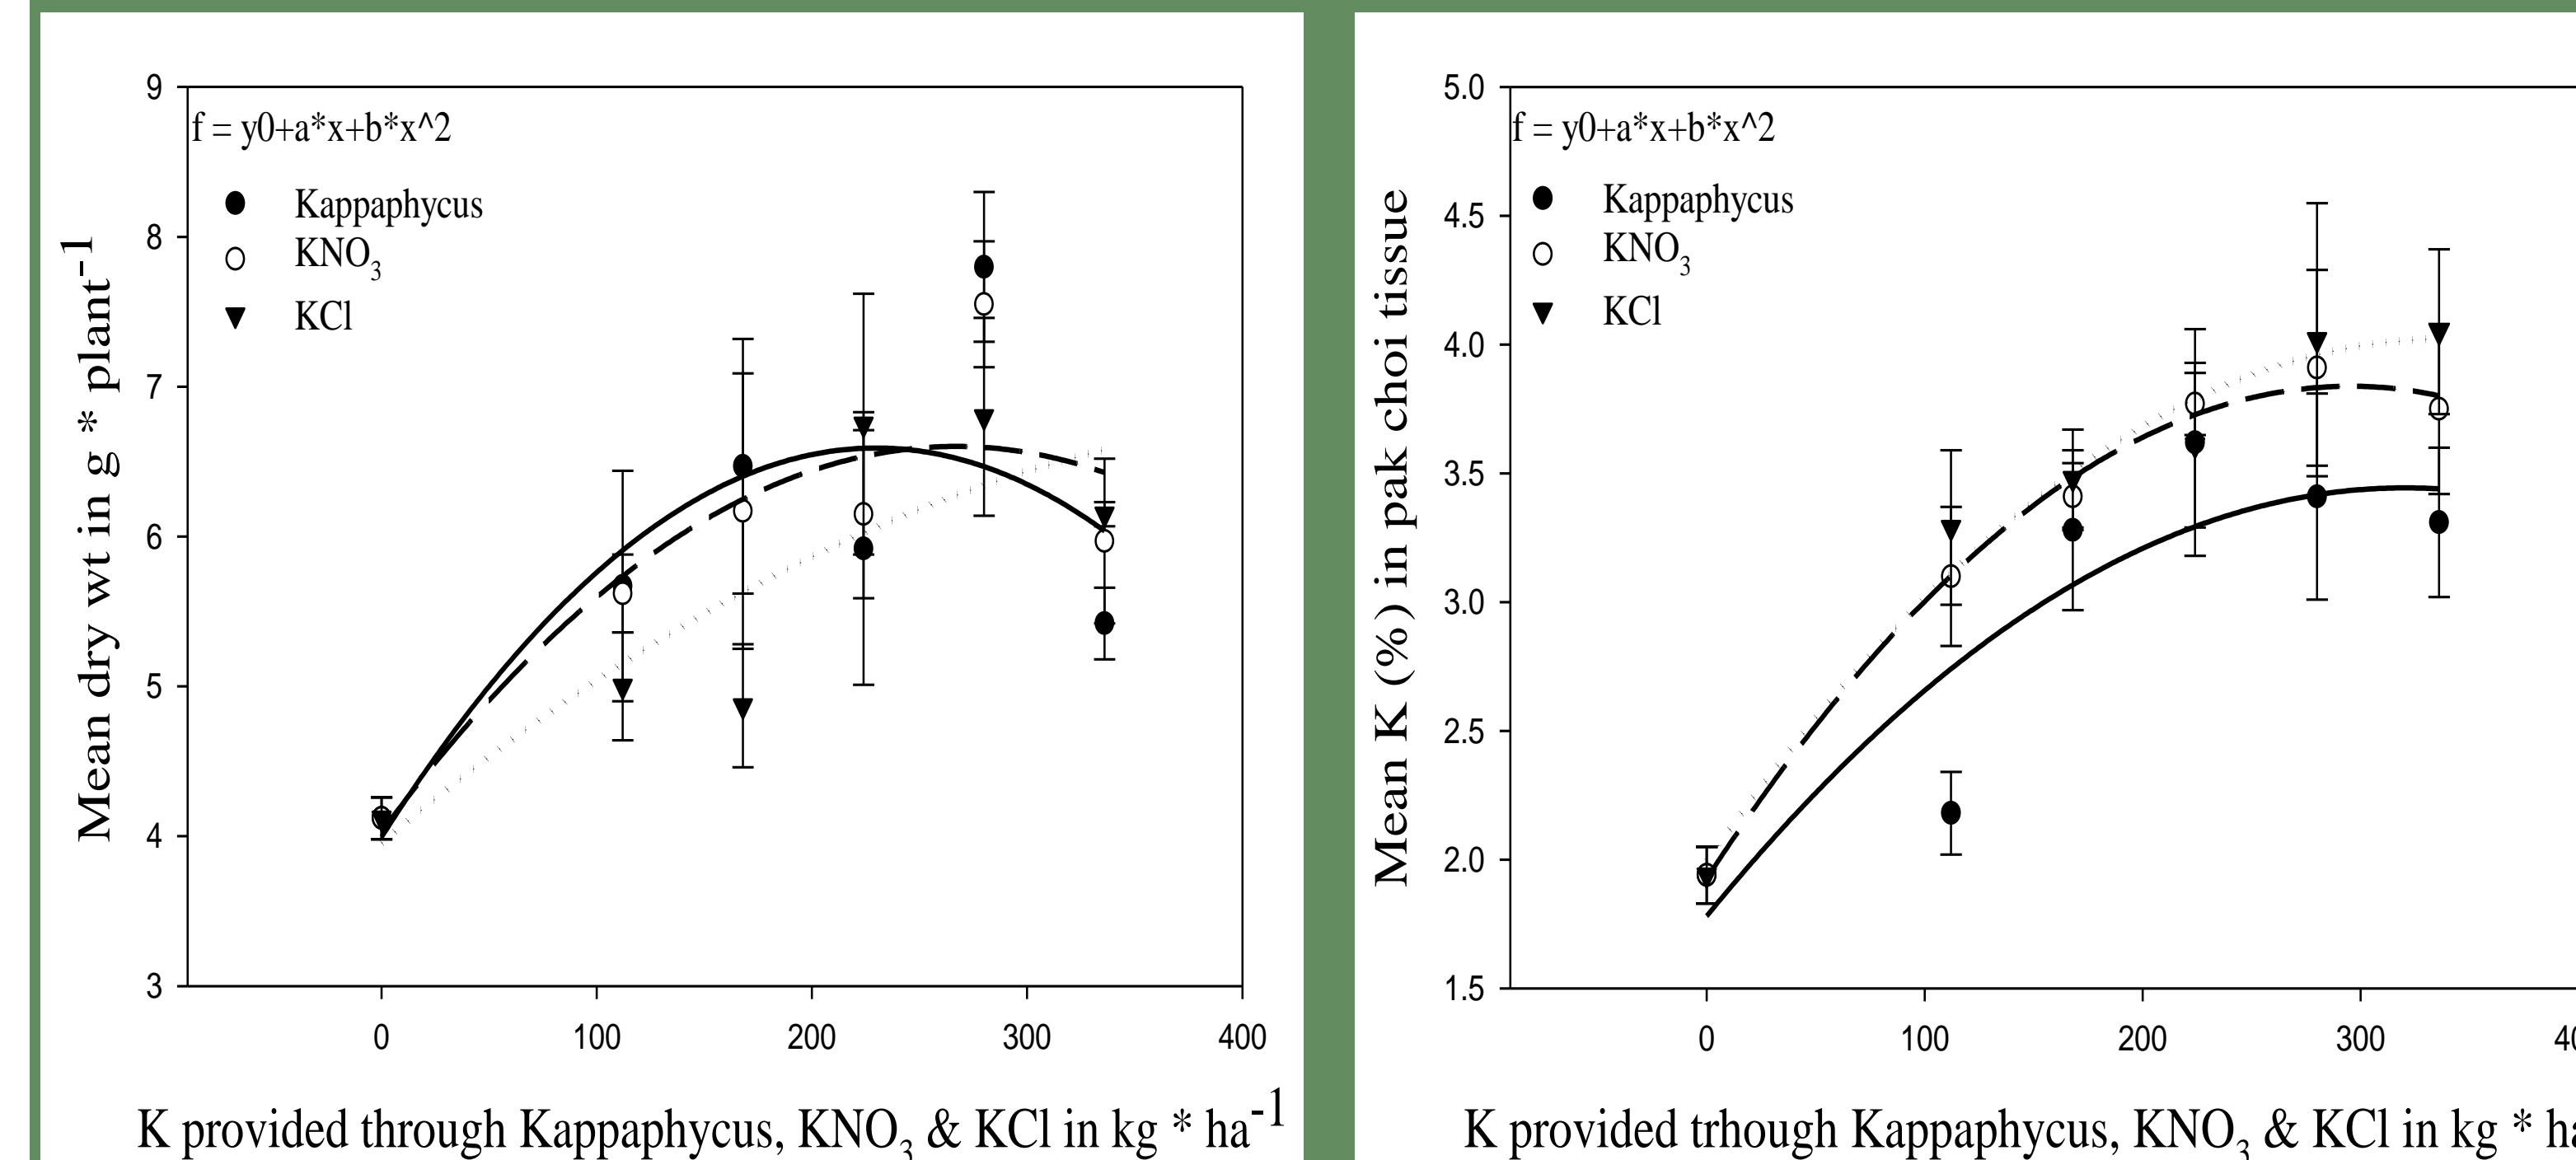 Mean dry wt in g * plant⁻¹
9
8
7
6
5
4
3
f = y0+a*x+b*x^2
Kappaphycus
KNO₃
KCl
0 100 200 300 400
K provided through Kappaphycus, KNO₃ & KCl in kg * ha⁻¹
Mean K (%) in pak choi tissue
5.0
4.5
4.0
3.5
3.0
2.5
2.0
1.5
f = y0+a*x+b*x^2
Kappaphycus
KNO₃
KCl
0 100 200 300
K provided trhough Kappaphycus, KNO₃ & KCl in kg *